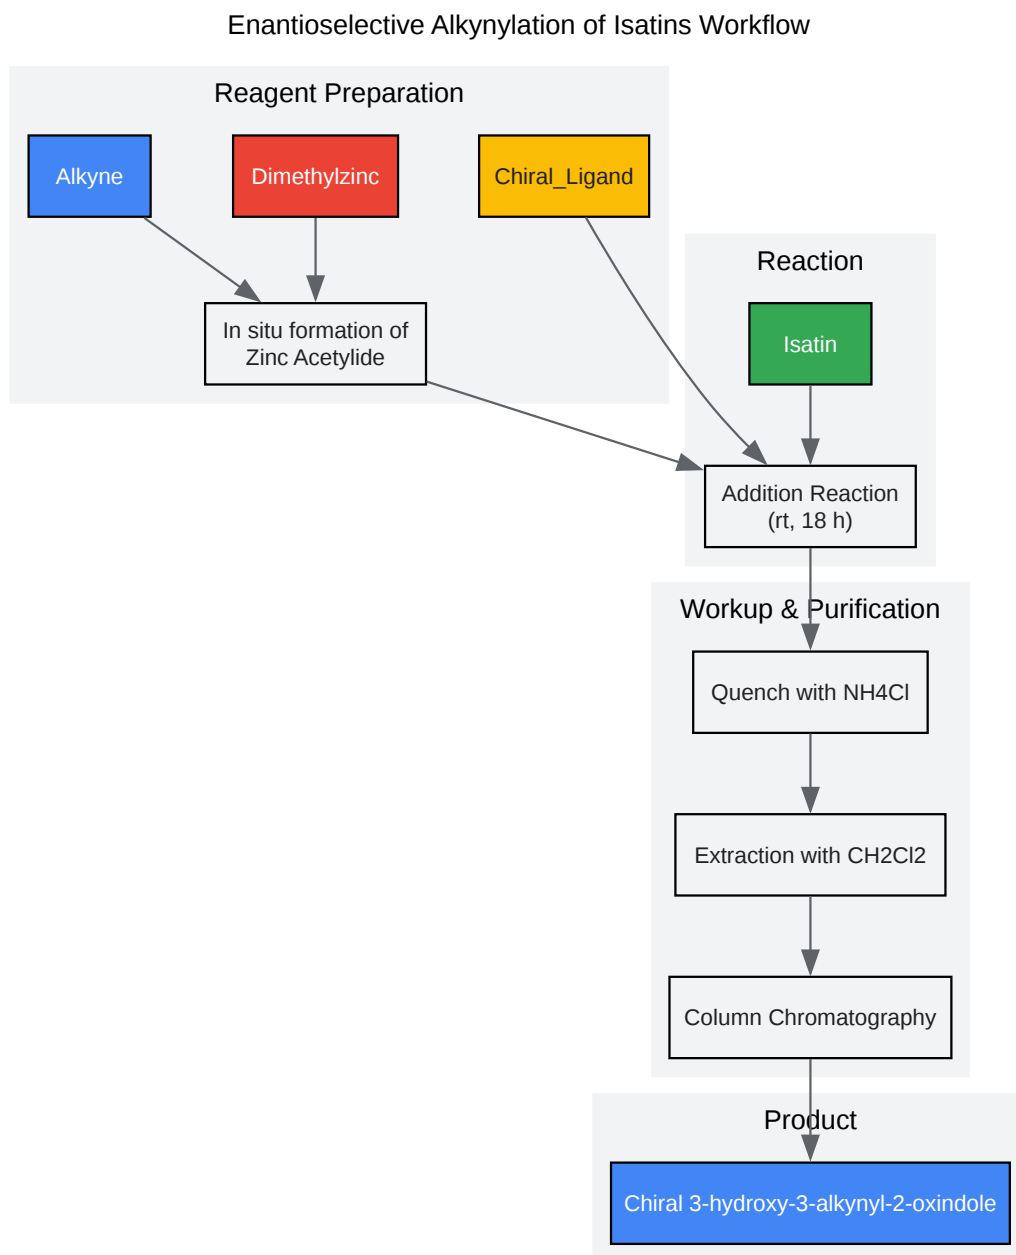 Enantioselective Alkynylation of Isatins Workflow
Reagent Preparation
Alkyne
Dimethylzinc
Chiral_Ligand
In situ formation of
Zinc Acetylide
Reaction
Isatin
Addition Reaction
(rt, 18 h)
Workup & Purification
Quench with NH4Cl
Extraction with CH2Cl2
Column Chromatography
Product
Chiral 3-hydroxy-3-alkynyl-2-oxindole